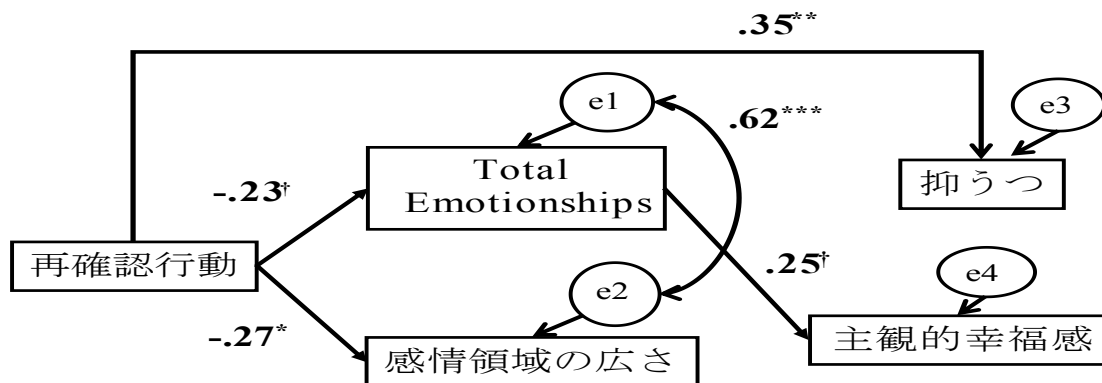 .35**
e1
.62***
e3
Total
Emotionships
抑うつ
-.23†
再確認行動
e2
.25†
e4
-.27*
感情領域の広さ
主観的幸福感